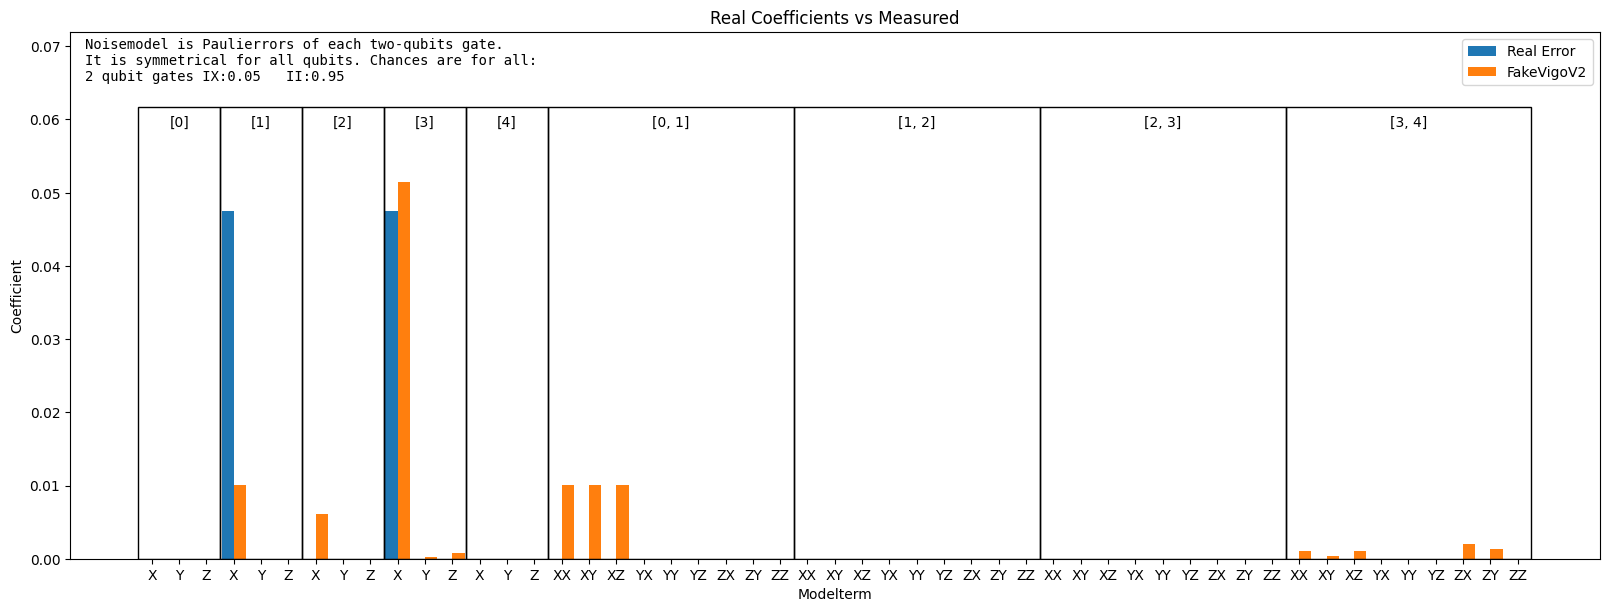 Real Coefficients vs Measured
Noisemodel is Paulierrors of each two-qubits gate.
It is symmetrical for all qubits. Chances are for all:
2 qubit gates IX:0.05   II:0.95
Real Error
FakeVigoV2
[0] [1] [2] [3] [4] [0, 1] [1, 2] [2, 3] [3, 4]
0.07
0.06
0.05
0.04
0.03
0.02
0.01
0.00
Coefficient
X Y Z X Y Z X Y Z X Y Z X Y Z XX XY XZ YX YY YZ ZX ZY ZZ XX XY XZ YX YY YZ ZX ZY ZZ XX XY XZ YX YY YZ ZX ZY ZZ XX XY XZ YX YY YZ ZX ZY ZZ
Modelterm